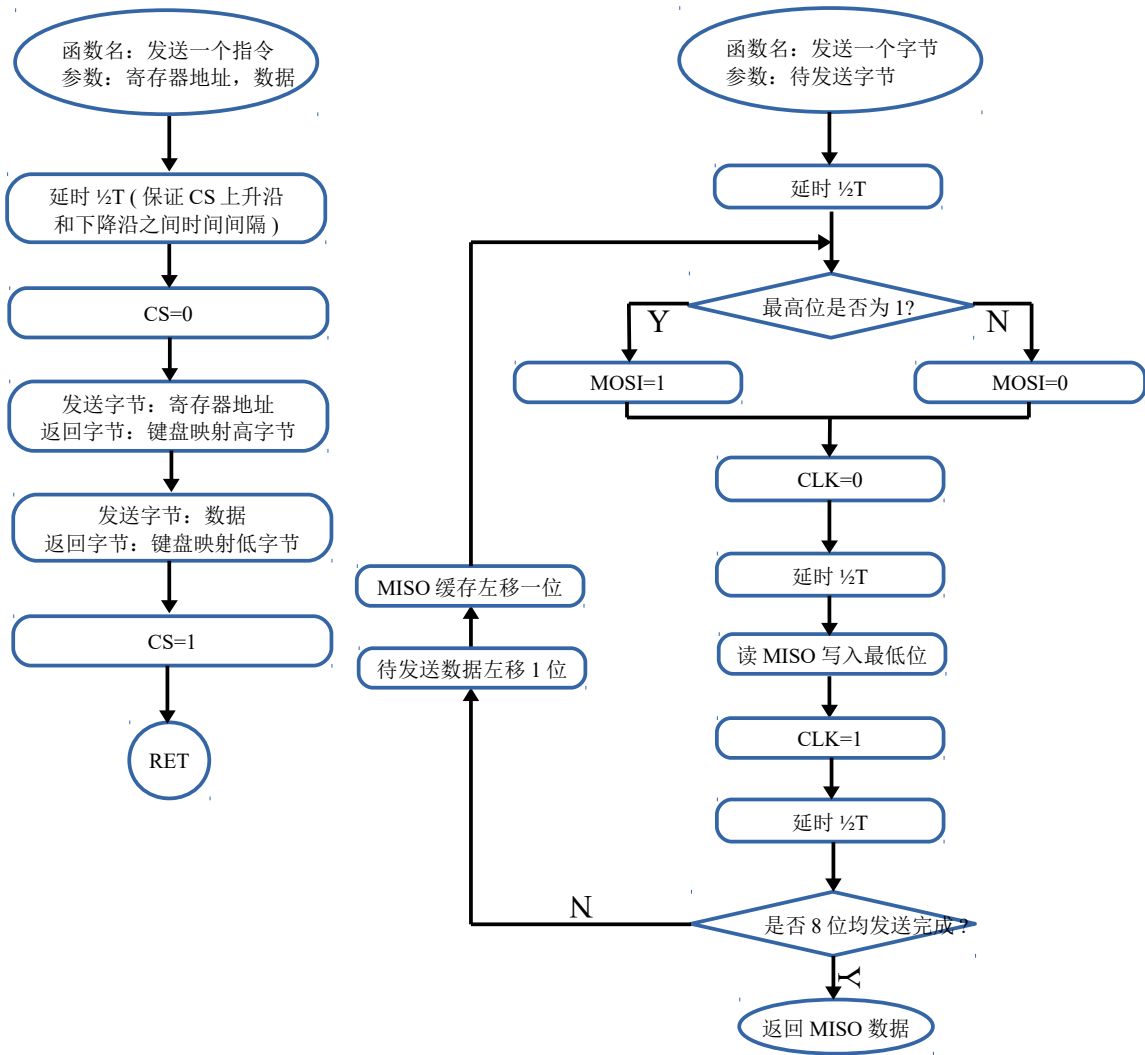 函数名：发送一个指令
参数：寄存器地址，数据
延时 ½T ( 保证 CS 上升沿
和下降沿之间时间间隔 )
CS=0
发送字节：寄存器地址
返回字节：键盘映射高字节
发送字节：数据
返回字节：键盘映射低字节
CS=1
RET
函数名：发送一个字节
参数：待发送字节
延时 ½T
最高位是否为 1?
Y
N
MOSI=1
MOSI=0
CLK=0
延时 ½T
读 MISO 写入最低位
CLK=1
延时 ½T
是否 8 位均发送完成 ?
N
待发送数据左移 1 位
MISO 缓存左移一位
Y
返回 MISO 数据